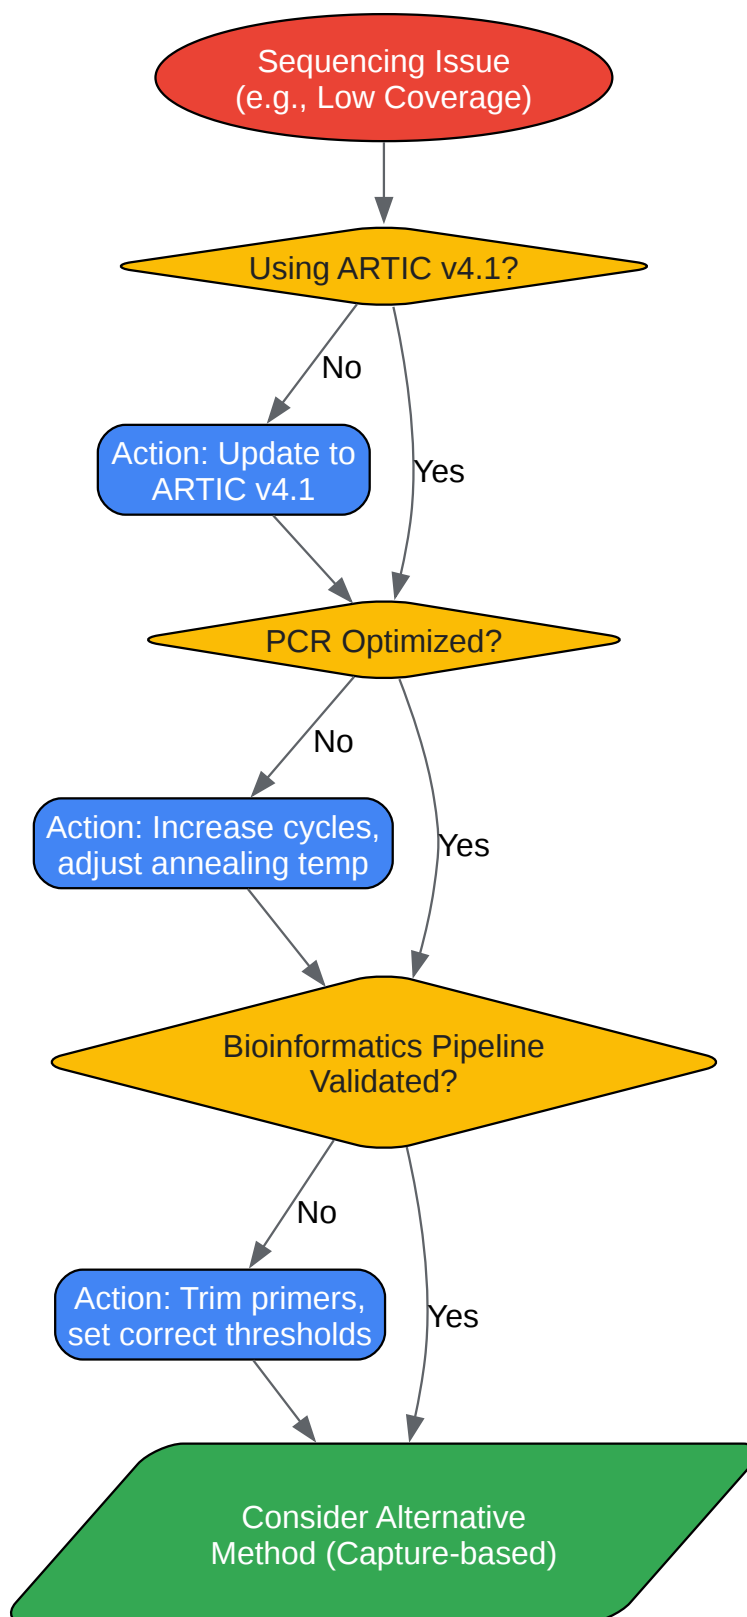 Sequencing Issue
(e.g., Low Coverage)
Using ARTIC v4.1?
No
Action: Update to
ARTIC v4.1
Yes
PCR Optimized?
No
Action: Increase cycles,
adjust annealing temp
Yes
Bioinformatics Pipeline
Validated?
No
Action: Trim primers,
set correct thresholds
Yes
Consider Alternative
Method (Capture-based)